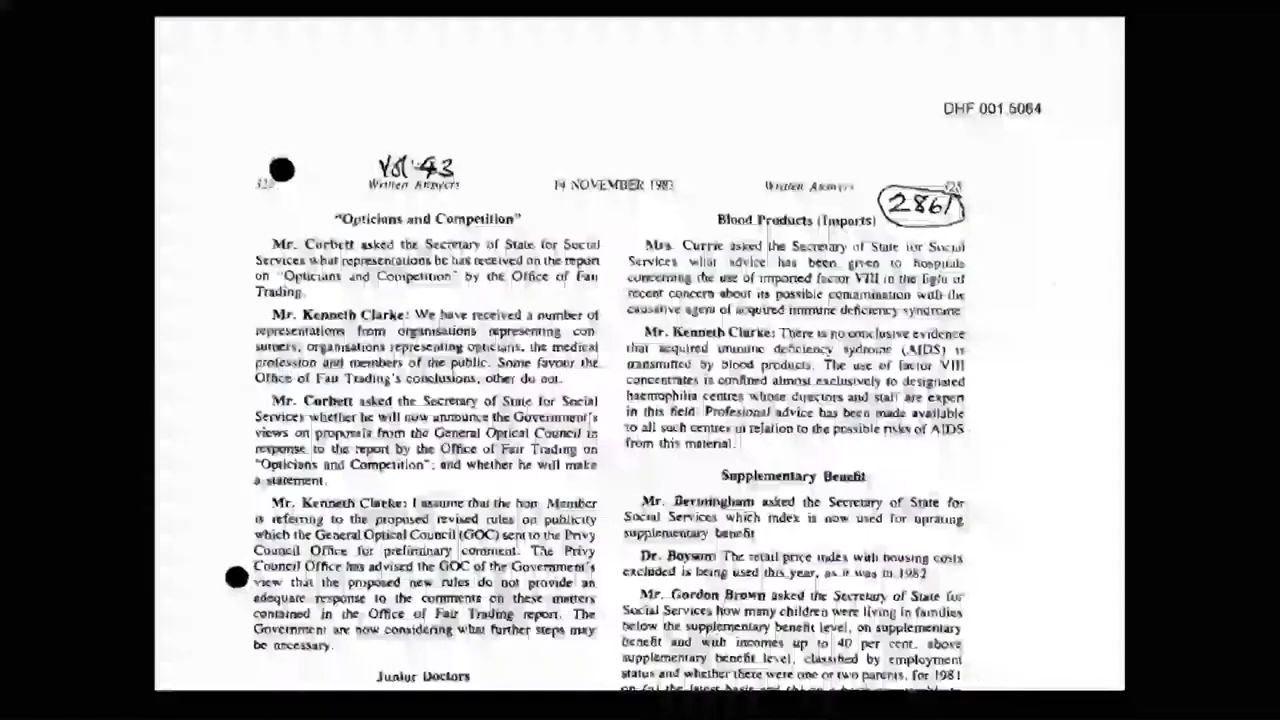 DHF 001 5064
Vol 43
Written Answers
14 NOVEMBER 1983
Written Answers
2861
"Opticians and Competition"
Mr. Corbett asked the Secretary of State for Social
Services what representations he has received on the report
on "Opticians and Competition" by the Office of Fair
Trading.
Mr. Kenneth Clarke: We have received a number of
representations from organisations representing con-
sumers, organisations representing opticians, the medical
profession and members of the public. Some favour the
Office of Fair Trading's conclusions, other do not.
Mr. Corbett asked the Secretary of State for Social
Services whether he will now announce the Government's
views on proposals from the General Optical Council in
response to the report by the Office of Fair Trading on
"Opticians and Competition"; and whether he will make
a statement.
Mr. Kenneth Clarke: I assume that the hon. Member
is referring to the proposed revised rules on publicity
which the General Optical Council (GOC) sent to the Privy
Council Office for preliminary comment. The Privy
Council Office has advised the GOC of the Government's
view that the proposed new rules do not provide an
adequate response to the comments on these matters
contained in the Office of Fair Trading report. The
Government are now considering what further steps may
be necessary.
Junior Doctors
Blood Products (Imports)
Mrs. Currie asked the Secretary of State for Social
Services what advice has been given to hospitals
concerning the use of imported factor VIII in the light of
recent concern about its possible contamination with the
causative agent of acquired immune deficiency syndrome.
Mr. Kenneth Clarke: There is no conclusive evidence
that acquired immune deficiency sydrome (AIDS) is
transmitted by blood products. The use of factor VIII
concentrates is confined almost exclusively to designated
haemophilia centres whose directors and staff are expert
in this field. Profesional advice has been made available
to all such centres in relation to the possible risks of AIDS
from this material.
Supplementary Benefit
Mr. Bermingham asked the Secretary of State for
Social Services which index is now used for uprating
supplementary benefit.
Dr. Boyson: The retail price index with housing costs
excluded is being used this year, as it was in 1982.
Mr. Gordon Brown asked the Secretary of State for
Social Services how many children were living in families
below the supplementary benefit level, on supplementary
benefit and with incomes up to 40 per cent. above
supplementary benefit level, classified by employment
status and whether there were one or two parents, for 1981